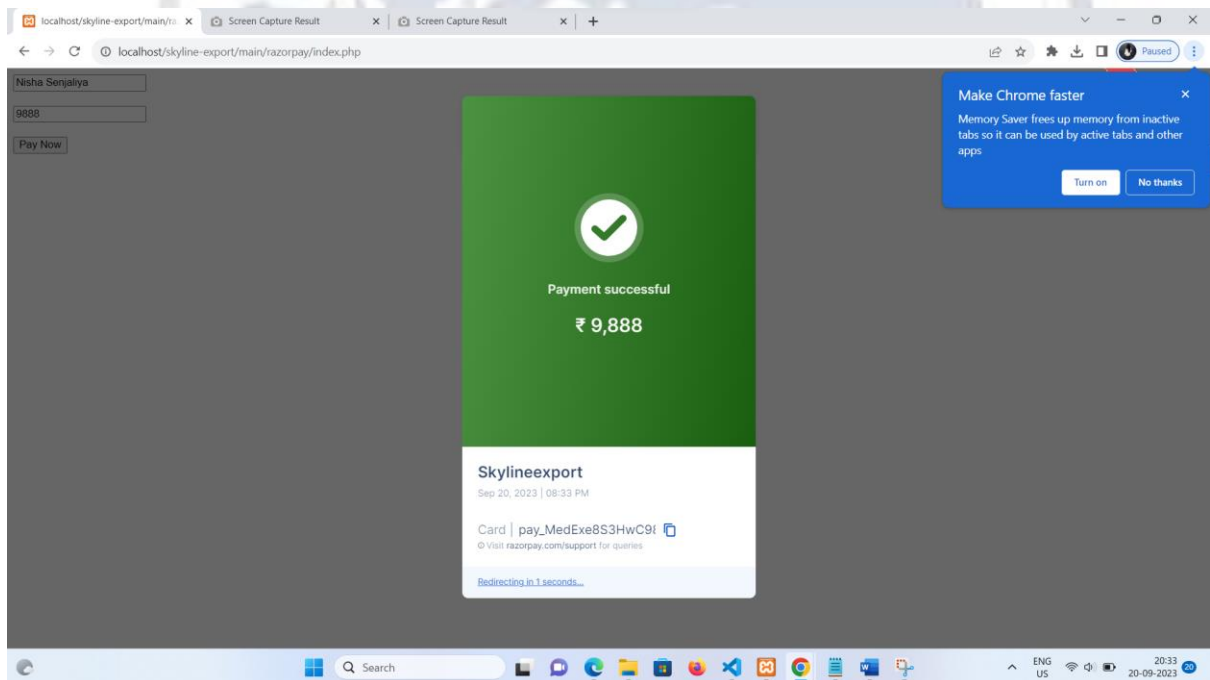 localhost/skyline-export/main/ra
Screen Capture Result
Screen Capture Result
localhost/skyline-export/main/razorpay/index.php
Paused
Nisha Senjaliya
9888
Pay Now
Make Chrome faster
Memory Saver frees up memory from inactive
tabs so it can be used by active tabs and other
apps
Turn on
No thanks
Payment successful
₹ 9,888
Skylineexport
Sep 20, 2023 | 08:33 PM
Card | pay_MedExe8S3HwC98
Visit razorpay.com/support for queries
Redirecting in 1 seconds...
Search
ENG
US
20:33
20-09-2023
20